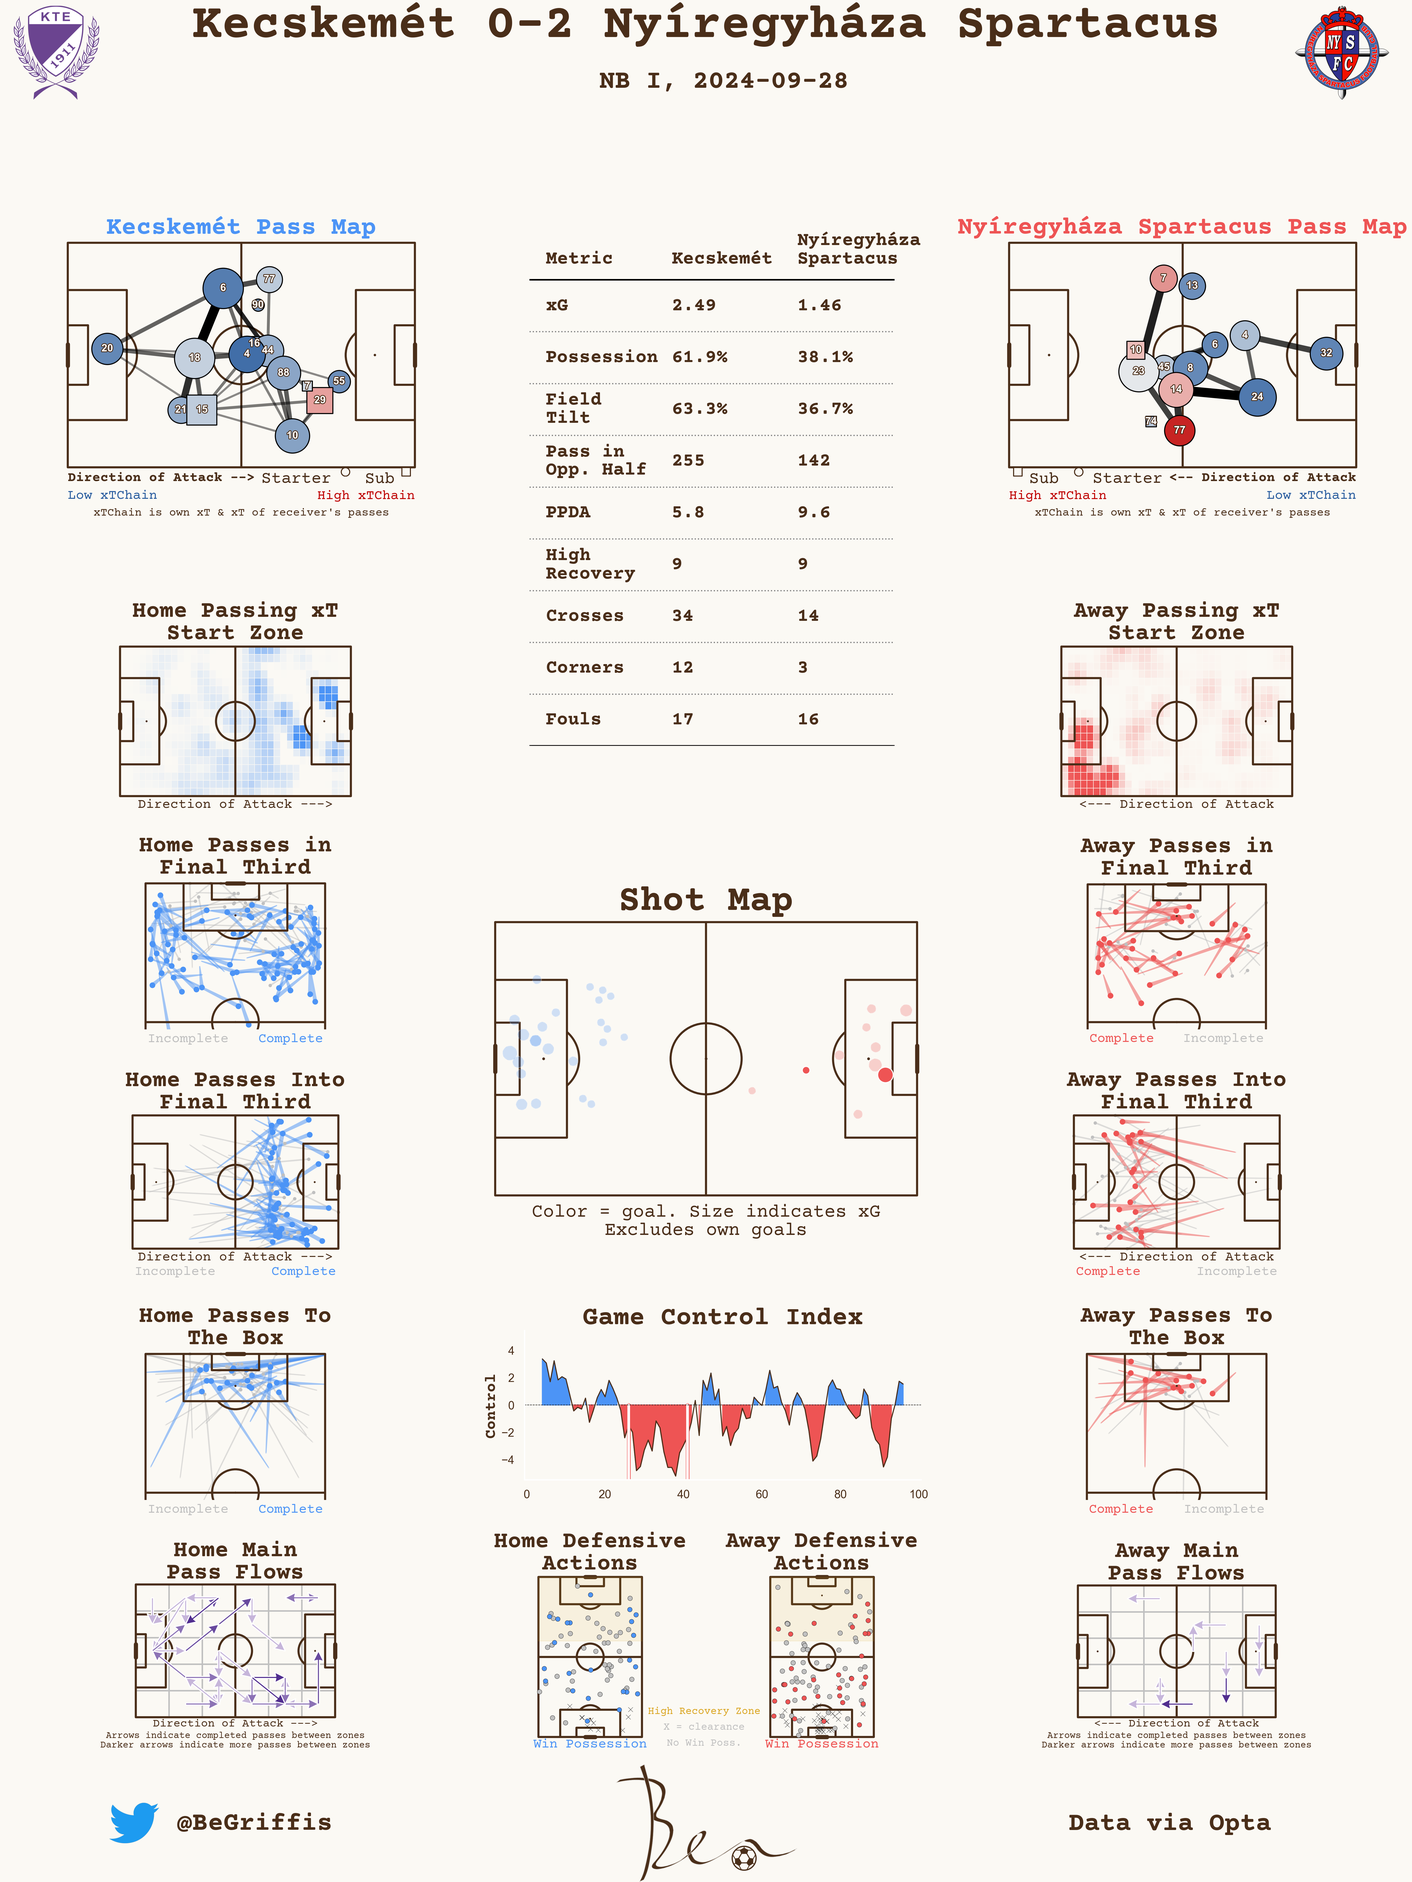 Kecskemét 0-2 Nyíregyháza Spartacus
NB I, 2024-09-28
KTE
1911
NY S
F C
Kecskemét Pass Map
6
77
90
20
18
16
4
44
88
7
55
21
15
29
10
Direction of Attack --> Starter Sub
Low xTChain High xTChain
xTChain is own xT & xT of receiver's passes
Metric Kecskemét Nyíregyháza Spartacus
xG 2.49 1.46
Possession 61.9% 38.1%
Field Tilt 63.3% 36.7%
Pass in Opp. Half 255 142
PPDA 5.8 9.6
High Recovery 9 9
Crosses 34 14
Corners 12 3
Fouls 17 16
Nyíregyháza Spartacus Pass Map
7
13
10
6
4
32
23
45
8
14
24
74
77
Sub Starter <-- Direction of Attack
High xTChain Low xTChain
xTChain is own xT & xT of receiver's passes
Home Passing xT
Start Zone
Direction of Attack --->
Away Passing xT
Start Zone
<--- Direction of Attack
Home Passes in
Final Third
Incomplete Complete
Away Passes in
Final Third
Complete Incomplete
Shot Map
Color = goal. Size indicates xG
Excludes own goals
Home Passes Into
Final Third
Direction of Attack --->
Incomplete Complete
Away Passes Into
Final Third
<--- Direction of Attack
Complete Incomplete
Home Passes To
The Box
Incomplete Complete
Game Control Index
Control
4
2
0
−2
−4
0 20 40 60 80 100
Away Passes To
The Box
Complete Incomplete
Home Main
Pass Flows
Direction of Attack --->
Arrows indicate completed passes between zones
Darker arrows indicate more passes between zones
Home Defensive
Actions
Win Possession
Away Defensive
Actions
Win Possession
High Recovery Zone
X = clearance
No Win Poss.
Away Main
Pass Flows
<--- Direction of Attack
Arrows indicate completed passes between zones
Darker arrows indicate more passes between zones
@BeGriffis
Ben
Data via Opta